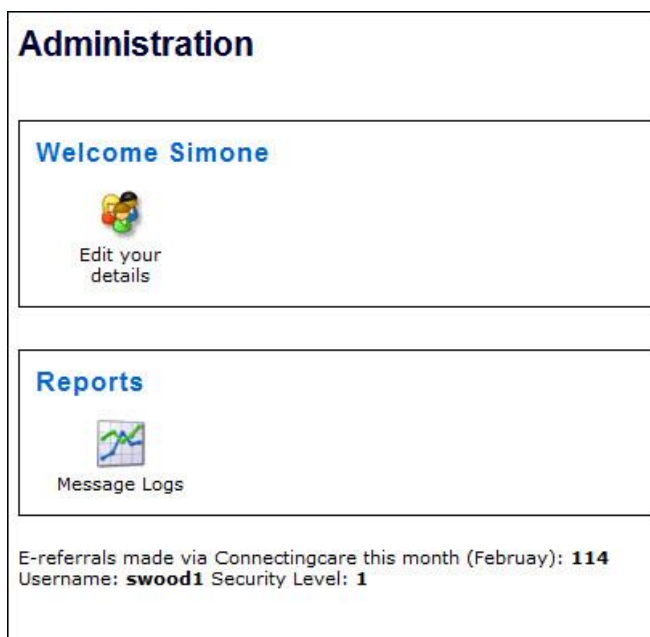 Administration
Welcome Simone
Edit your
details
Reports
Message Logs
E-referrals made via Connectingcare this month (Februay): 114
Username: swood1 Security Level: 1